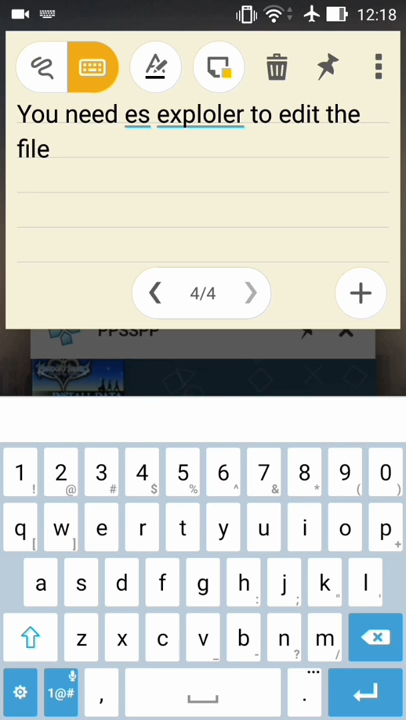 12:18
You need es exploler to edit the
file
4/4
PPSSPP
INSTALL DATA
1 2 3 4 5 6 7 8 9 0
! @ # $ % ^ & * ( )
q w e r t y u i o p
[ ] +
a s d f g h j k l
: ; " '
z x c v b n m
_ - ? /
1@# , . ...